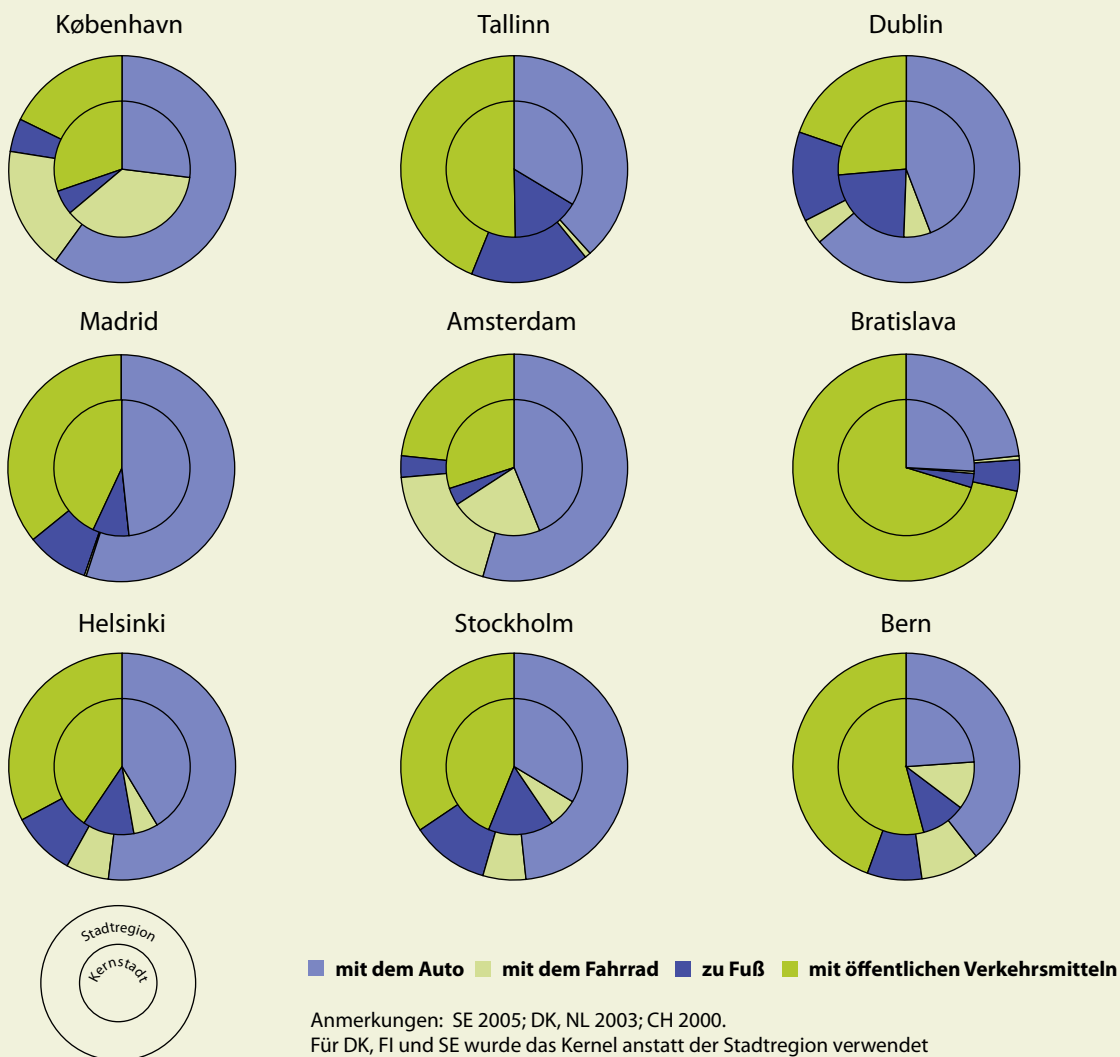 København
Tallinn
Dublin
Madrid
Amsterdam
Bratislava
Helsinki
Stockholm
Bern
Stadtregion
Kernstadt
mit dem Auto mit dem Fahrrad zu Fuß mit öffentlichen Verkehrsmitteln
Anmerkungen: SE 2005; DK, NL 2003; CH 2000.
Für DK, FI und SE wurde das Kernel anstatt der Stadtregion verwendet